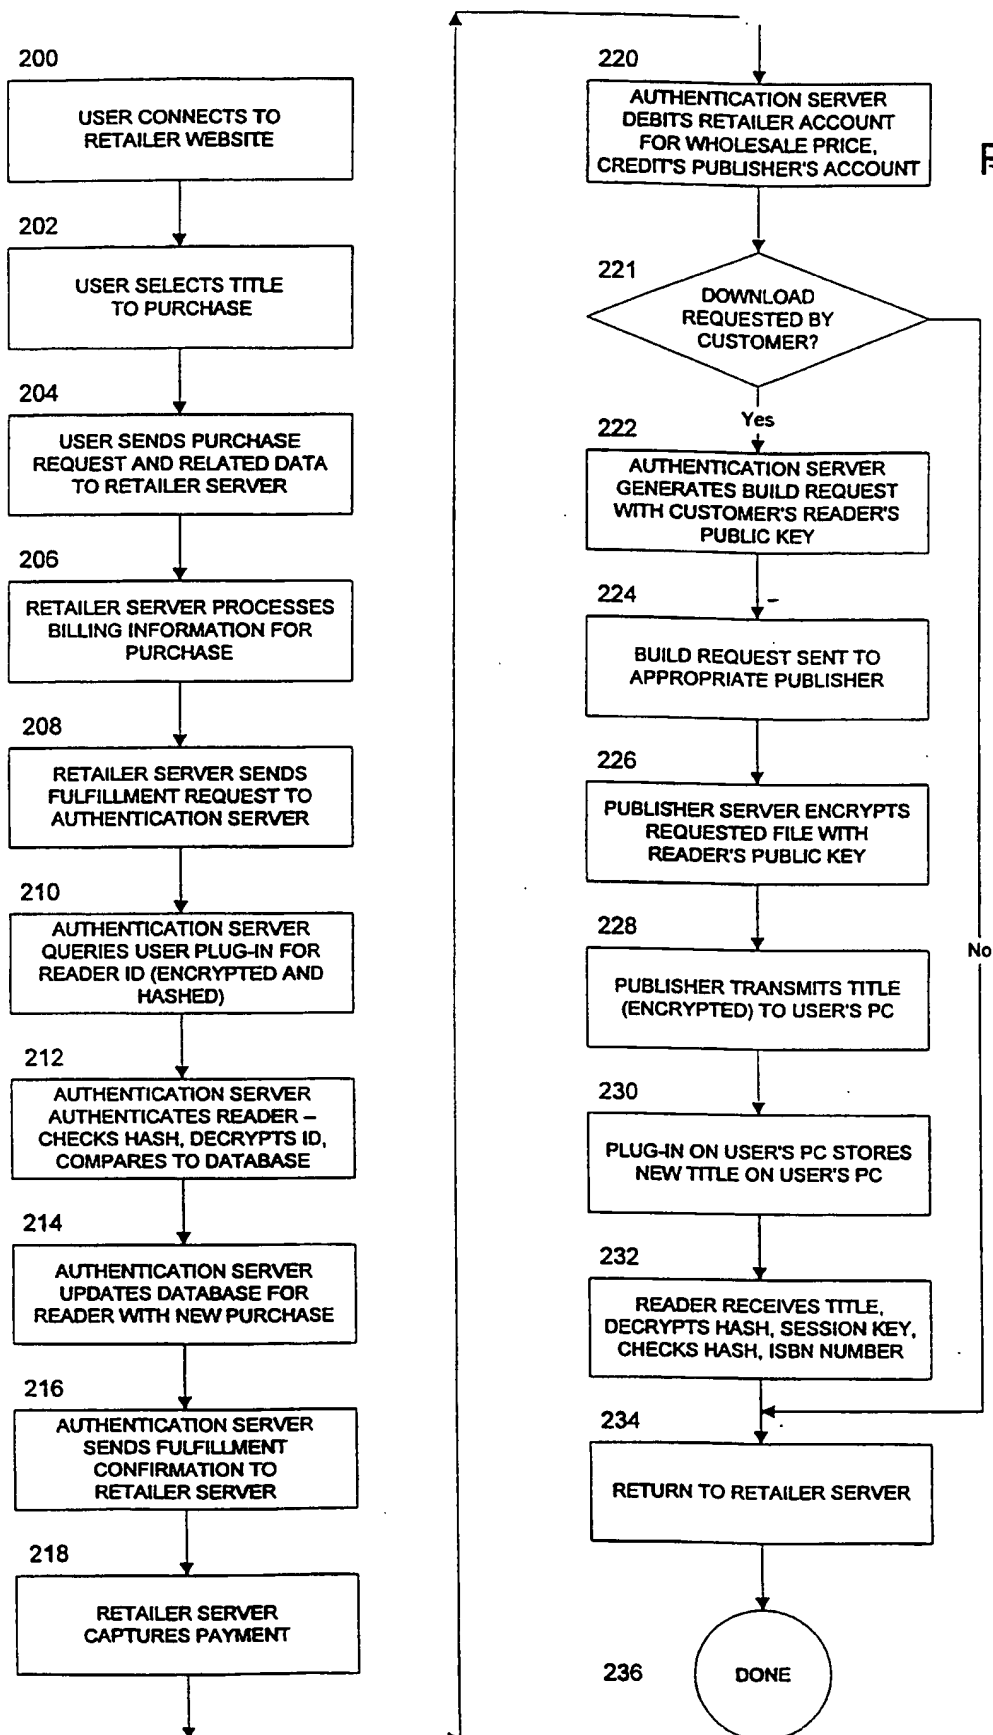 200
USER CONNECTS TO
RETAILER WEBSITE
202
USER SELECTS TITLE
TO PURCHASE
204
USER SENDS PURCHASE
REQUEST AND RELATED DATA
TO RETAILER SERVER
206
RETAILER SERVER PROCESSES
BILLING INFORMATION FOR
PURCHASE
208
RETAILER SERVER SENDS
FULFILLMENT REQUEST TO
AUTHENTICATION SERVER
210
AUTHENTICATION SERVER
QUERIES USER PLUG-IN FOR
READER ID (ENCRYPTED AND
HASHED)
212
AUTHENTICATION SERVER
AUTHENTICATES READER –
CHECKS HASH, DECRYPTS ID,
COMPARES TO DATABASE
214
AUTHENTICATION SERVER
UPDATES DATABASE FOR
READER WITH NEW PURCHASE
216
AUTHENTICATION SERVER
SENDS FULFILLMENT
CONFIRMATION TO
RETAILER SERVER
218
RETAILER SERVER
CAPTURES PAYMENT
220
AUTHENTICATION SERVER
DEBITS RETAILER ACCOUNT
FOR WHOLESALE PRICE,
CREDIT'S PUBLISHER'S ACCOUNT
221
DOWNLOAD
REQUESTED BY
CUSTOMER?
Yes
222
AUTHENTICATION SERVER
GENERATES BUILD REQUEST
WITH CUSTOMER'S READER'S
PUBLIC KEY
224
BUILD REQUEST SENT TO
APPROPRIATE PUBLISHER
226
PUBLISHER SERVER ENCRYPTS
REQUESTED FILE WITH
READER'S PUBLIC KEY
228
PUBLISHER TRANSMITS TITLE
(ENCRYPTED) TO USER'S PC
No
230
PLUG-IN ON USER'S PC STORES
NEW TITLE ON USER'S PC
232
READER RECEIVES TITLE,
DECRYPTS HASH, SESSION KEY,
CHECKS HASH, ISBN NUMBER
234
RETURN TO RETAILER SERVER
236
DONE